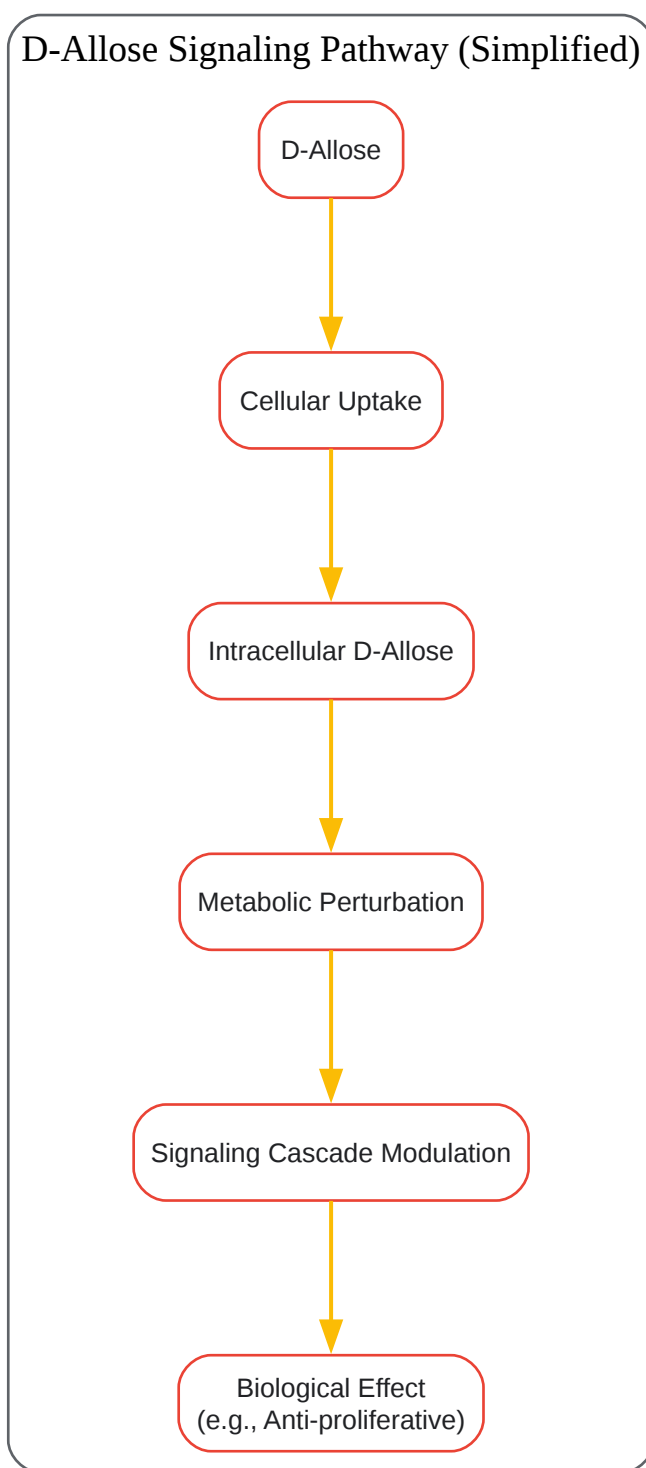 D-Allose Signaling Pathway (Simplified)
D-Allose
Cellular Uptake
Intracellular D-Allose
Metabolic Perturbation
Signaling Cascade Modulation
Biological Effect
(e.g., Anti-proliferative)